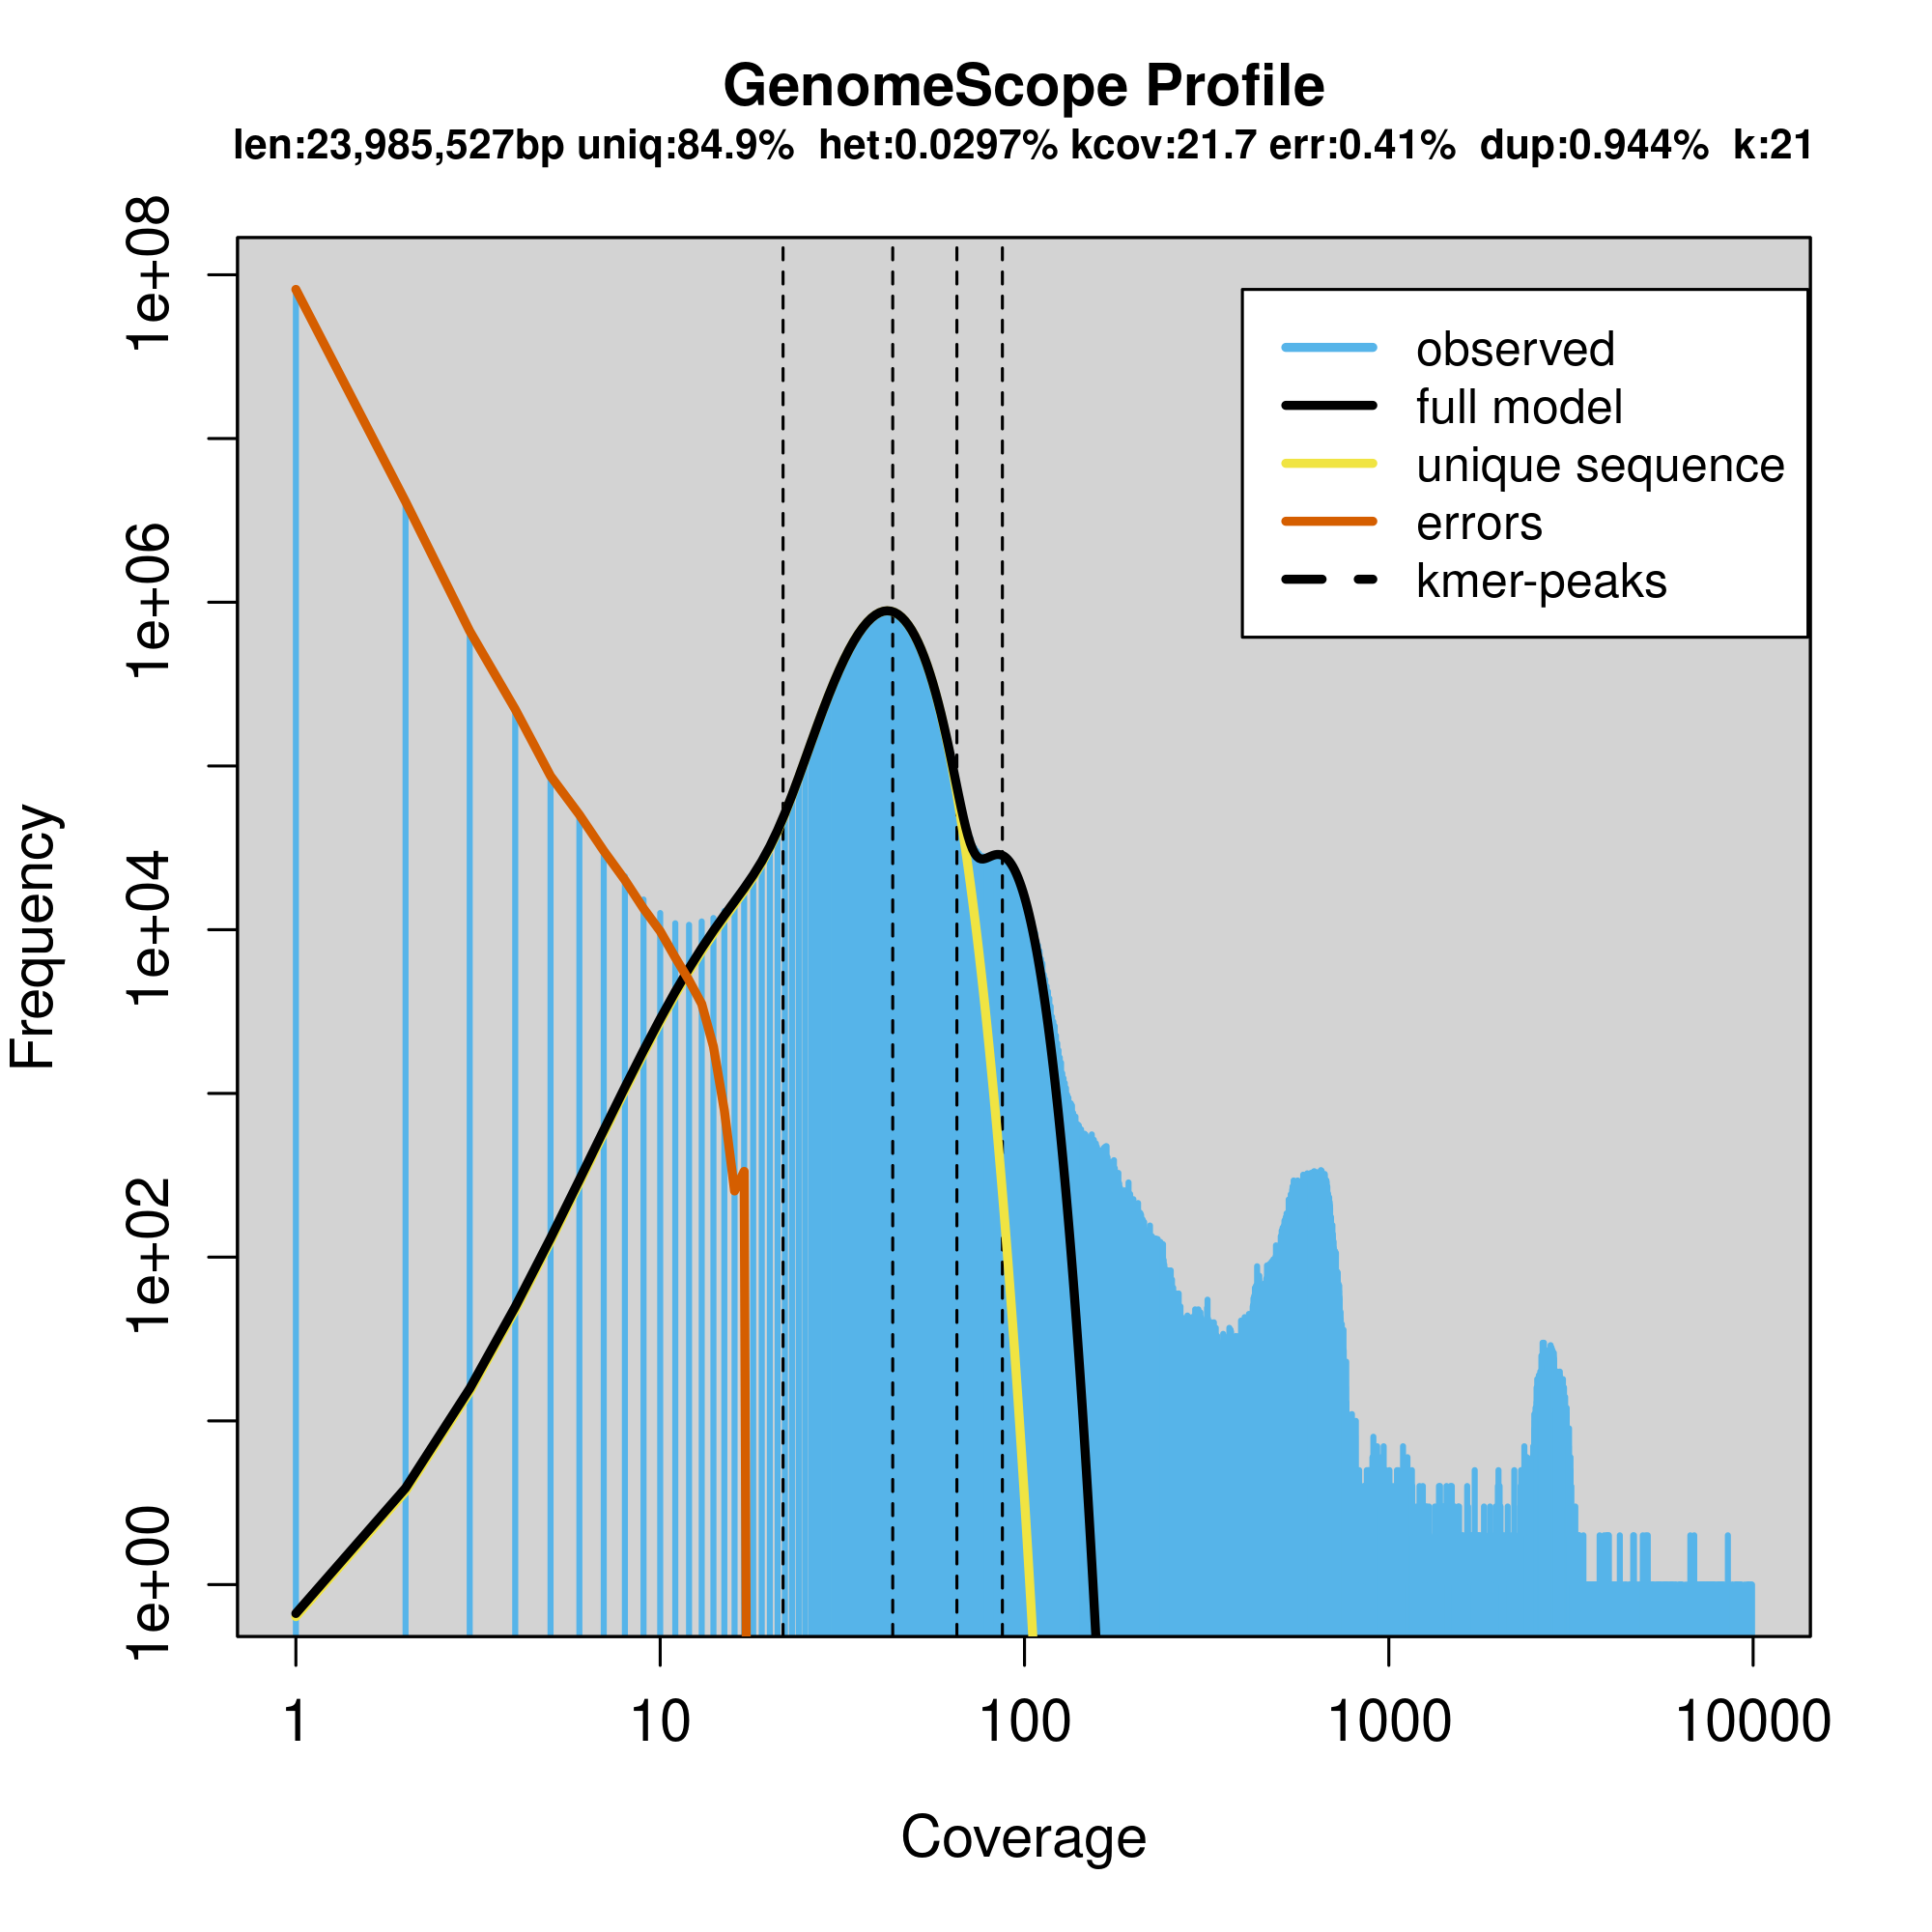 GenomeScope Profile
len:23,985,527bp uniq:84.9% het:0.0297% kcov:21.7 err:0.41% dup:0.944% k:21
1e+08
1e+06
1e+04
1e+02
1e+00
Frequency
observed
full model
unique sequence
errors
kmer-peaks
1 10 100 1000 10000
Coverage